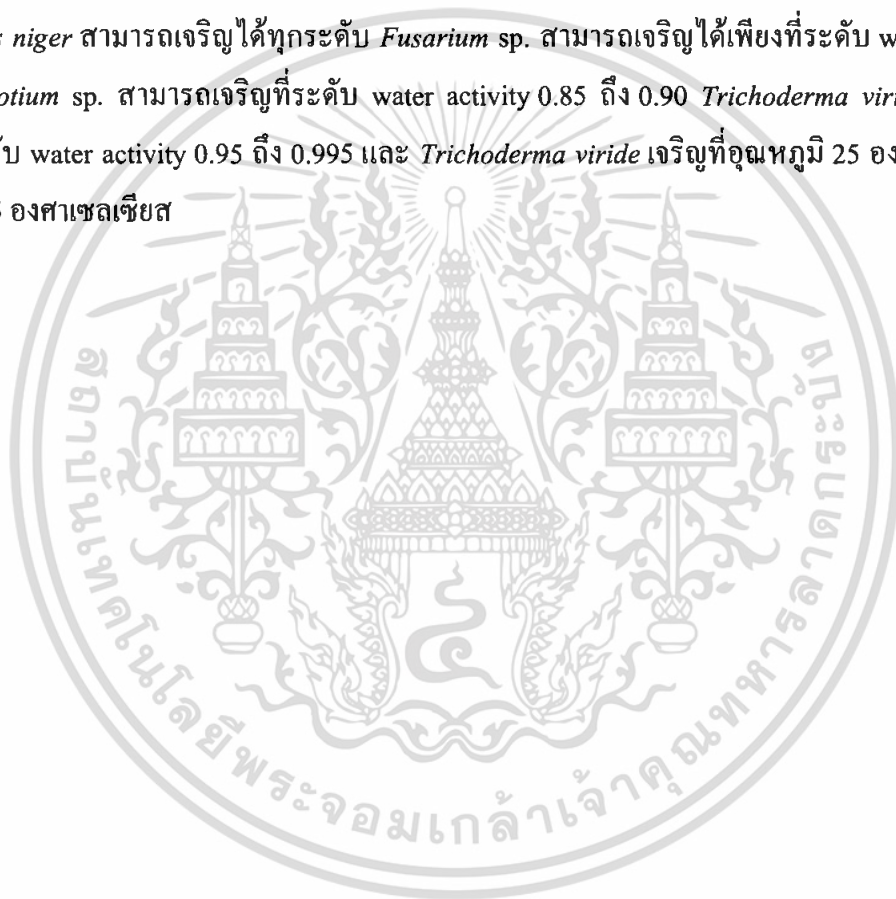 niger สามารถเจริญได้ทุกระดับ Fusarium sp. สามารถเจริญได้เพียงที่ระดับ w
otium sp. สามารถเจริญที่ระดับ water activity 0.85 ถึง 0.90 Trichoderma viri
บ water activity 0.95 ถึง 0.995 และ Trichoderma viride เจริญที่อุณหภูมิ 25 อง
องศาเซลเซียส
สถาบันเทคโนโลยีพระจอมเกล้าเจ้าคุณทหารลาดกระบัง